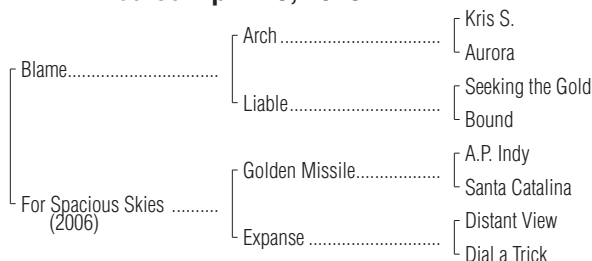 Kris S.
Arch
Aurora
Blame
Seeking the Gold
Liable
Bound
A.P. Indy
Golden Missile
Santa Catalina
For Spacious Skies
(2006)
Distant View
Expanse
Dial a Trick